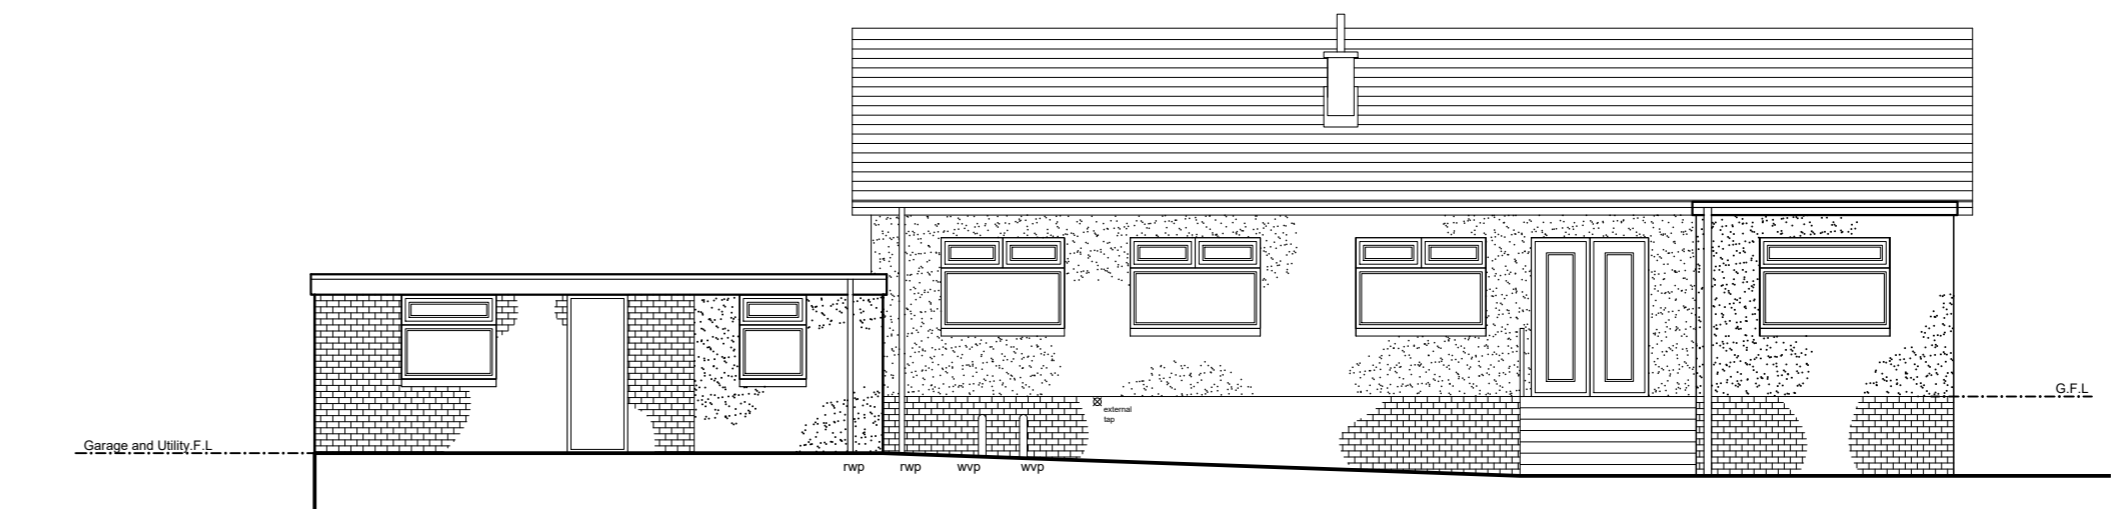 G.F.L
external
tap
Garage and Utility.F.L
rwp rwp wvp wvp